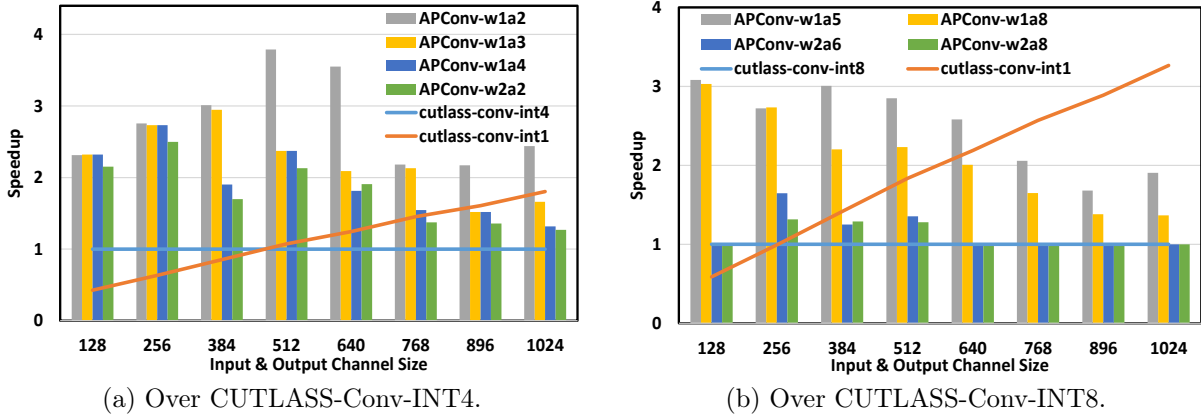 4
3
2
1
0
Speedup
APConv-w1a2
APConv-w1a3
APConv-w1a4
APConv-w2a2
cutlass-conv-int4
cutlass-conv-int1
128 256 384 512 640 768 896 1024
Input & Output Channel Size
(a) Over CUTLASS-Conv-INT4.
4
3
2
1
0
Speedup
APConv-w1a5 APConv-w1a8
APConv-w2a6 APConv-w2a8
cutlass-conv-int8 cutlass-conv-int1
128 256 384 512 640 768 896 1024
Input & Output Channel Size
(b) Over CUTLASS-Conv-INT8.